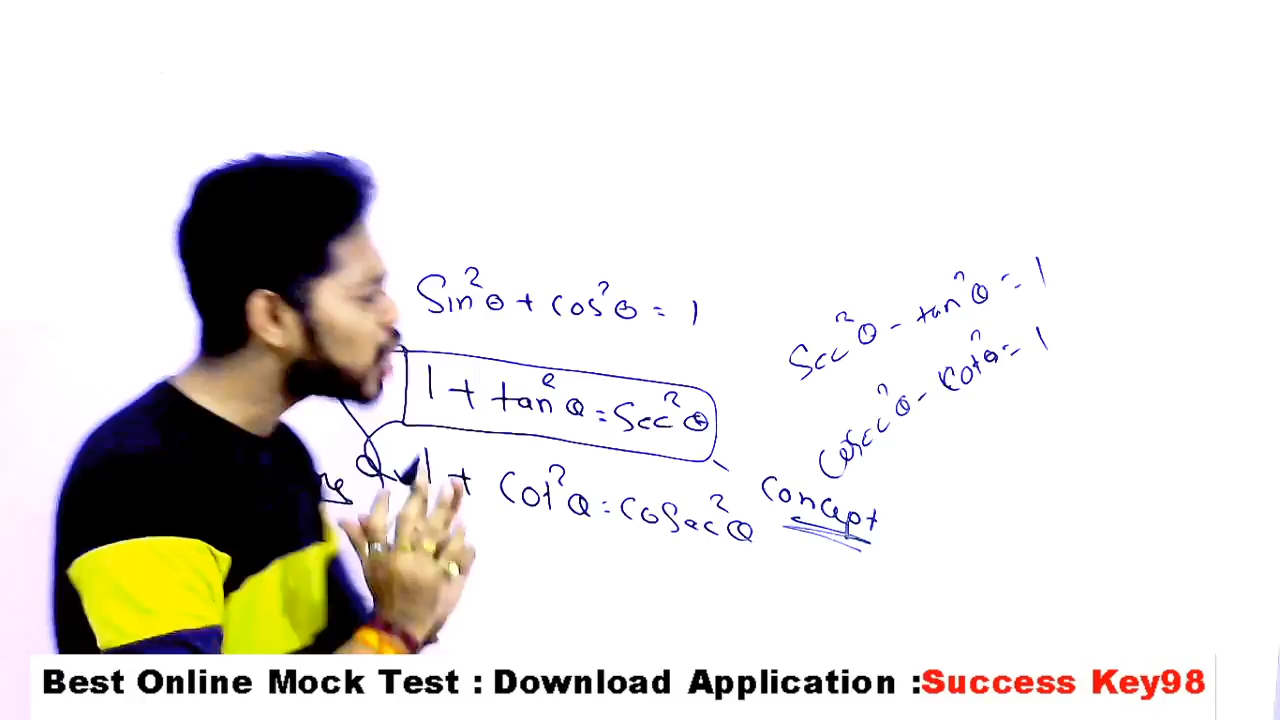 Sin²θ + cos²θ = 1
1 + tan²θ = Sec²θ
1 + Cot²θ = Cosec²θ
Sec²θ - tan²θ = 1
Cosec²θ - Cot²θ = 1
Concept
Best Online Mock Test : Download Application :Success Key98